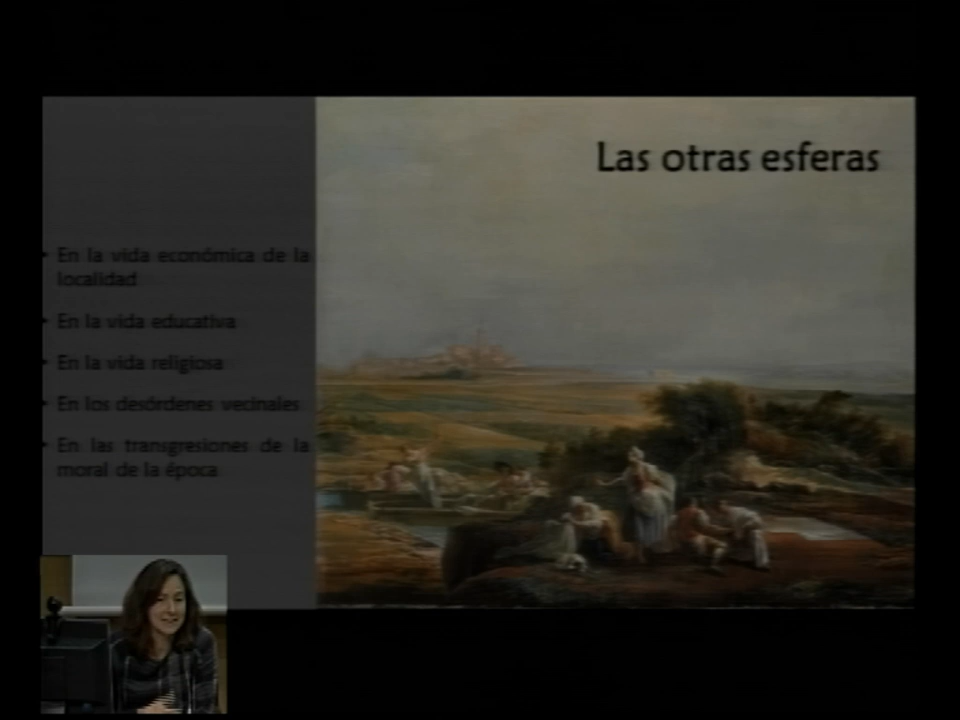 Las otras esferas
• En la vida económica de la
localidad
• En la vida educativa
• En la vida religiosa
• En los desórdenes vecinales
• En las transgresiones de la
moral de la época